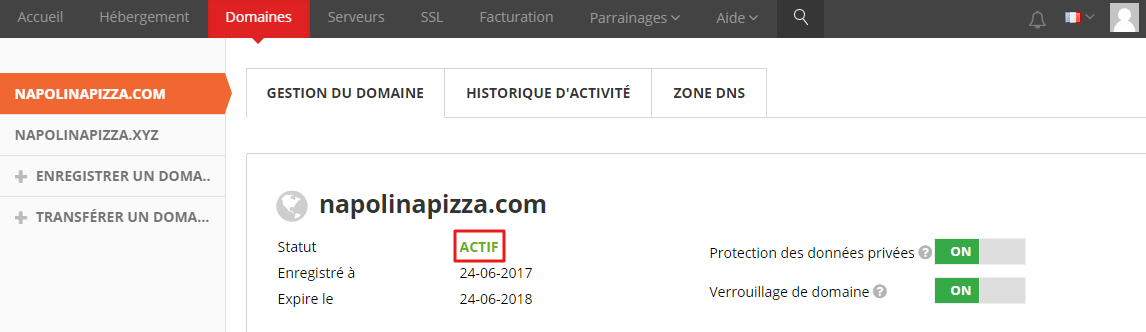 Accueil Hébergement Domaines Serveurs SSL Facturation Parrainages Aide
NAPOLINAPIZZA.COM
NAPOLINAPIZZA.XYZ
ENREGISTRER UN DOMA..
TRANSFÉRER UN DOMA...
GESTION DU DOMAINE HISTORIQUE D'ACTIVITÉ ZONE DNS
napolinapizza.com
Statut ACTIF
Enregistré à 24-06-2017
Expire le 24-06-2018
Protection des données privées ? ON
Verrouillage de domaine ? ON